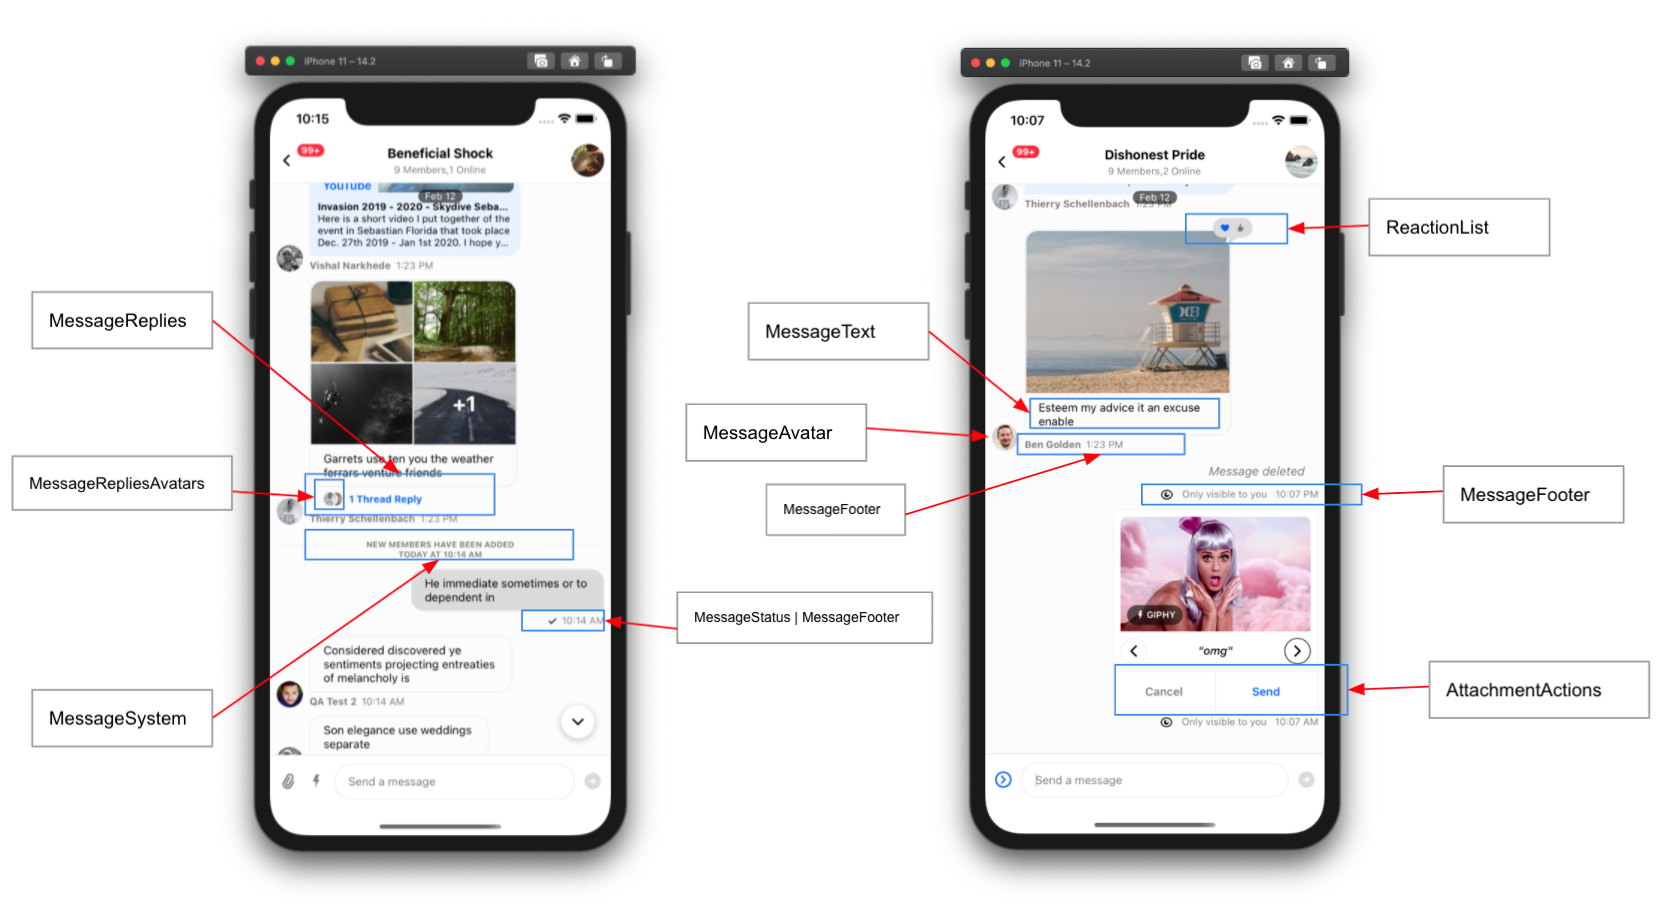 iPhone 11 – 14.2
10:15
99+
Beneficial Shock
9 Members,1 Online
YouTube
Feb 12
Invasion 2019 - 2020 - Skydive Seba...
Here is a short video I put together of the
event in Sebastian Florida that took place
Dec. 27th 2019 - Jan 1st 2020. I hope y...
Vishal Narkhede 1:23 PM
+1
Garrets use ten you the weather
ferrars venture friends
1 Thread Reply
Thierry Schellenbach 1:23 PM
NEW MEMBERS HAVE BEEN ADDED
TODAY AT 10:14 AM
He immediate sometimes or to
dependent in
10:14 AM
Considered discovered ye
sentiments projecting entreaties
of melancholy is
QA Test 2 10:14 AM
Son elegance use weddings
separate
Send a message
MessageReplies
MessageRepliesAvatars
MessageSystem
MessageStatus | MessageFooter
iPhone 11 – 14.2
10:07
99+
Dishonest Pride
9 Members,2 Online
Feb 12
Thierry Schellenbach 1:23 PM
XB
Esteem my advice it an excuse
enable
Ben Golden 1:23 PM
Message deleted
Only visible to you 10:07 PM
GIPHY
"omg"
Cancel Send
Only visible to you 10:07 AM
Send a message
ReactionList
MessageText
MessageAvatar
MessageFooter
MessageFooter
AttachmentActions